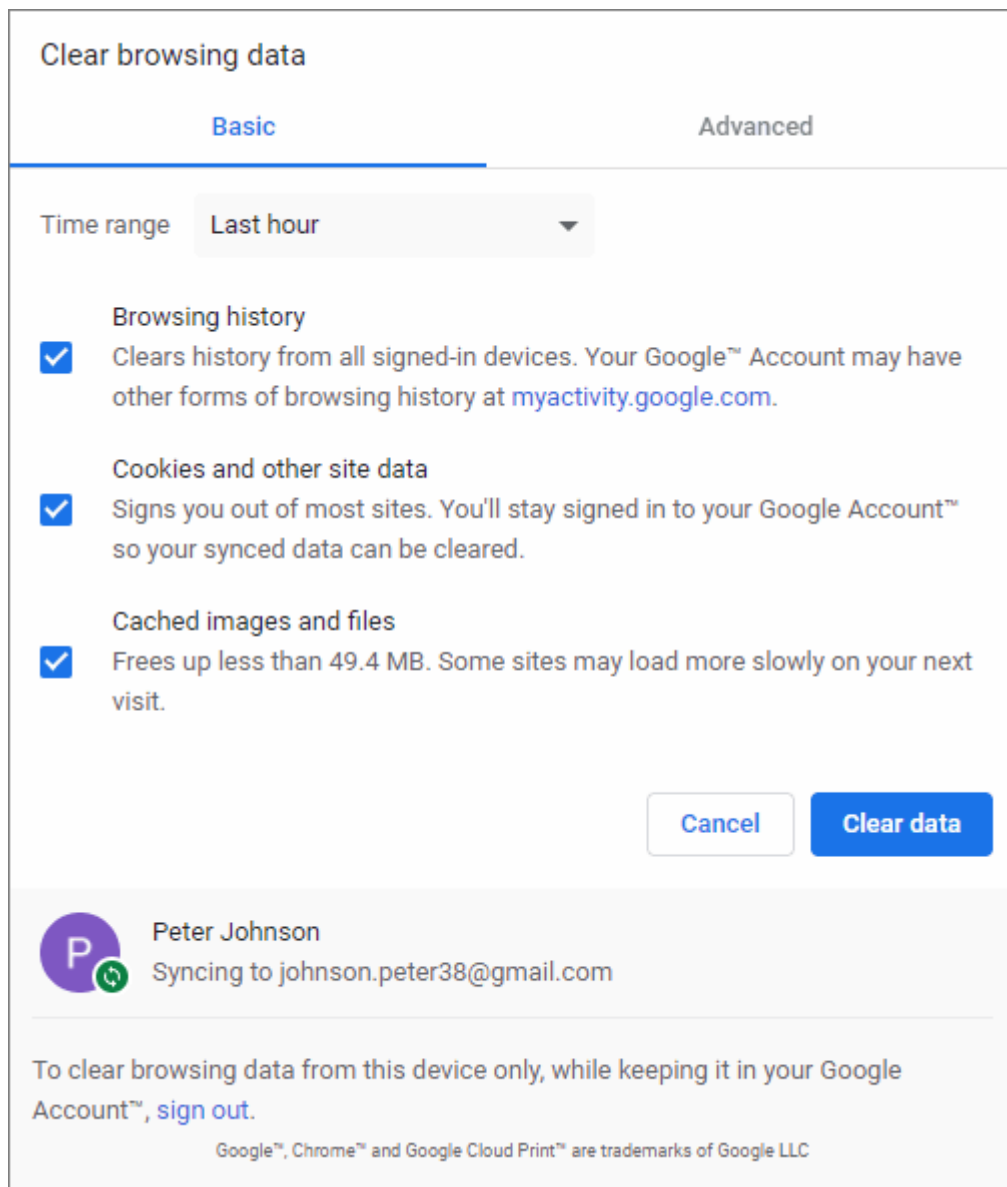 Clear browsing data
Basic Advanced
Time range Last hour
Browsing history
Clears history from all signed-in devices. Your Google™ Account may have
other forms of browsing history at myactivity.google.com.
Cookies and other site data
Signs you out of most sites. You'll stay signed in to your Google Account™
so your synced data can be cleared.
Cached images and files
Frees up less than 49.4 MB. Some sites may load more slowly on your next
visit.
Cancel Clear data
P
Peter Johnson
Syncing to johnson.peter38@gmail.com
To clear browsing data from this device only, while keeping it in your Google
Account™, sign out.
Google™, Chrome™ and Google Cloud Print™ are trademarks of Google LLC